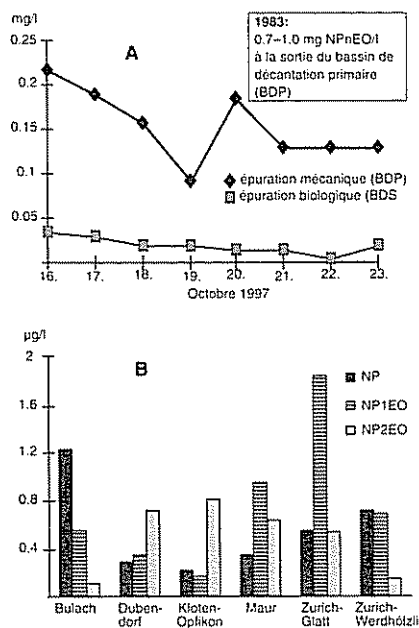 mg/l
0.25
A
1983:
0.7–1.0 mg NPnEO/l
à la sortie du bassin de
décantation primaire
(BDP)
0.2
0.15
0.1
épuration mécanique (BDP)
épuration biologique (BDS
0.05
16. 17. 18. 19. 20. 21. 22. 23.
Octobre 1997
µg/l
2
B
NP
NP1EO
NP2EO
1.6
1.2
0.8
0.4
Bulach Duben- Kloten- Maur Zurich- Zurich-
dorf Opfikon Glatt Werdhölzli